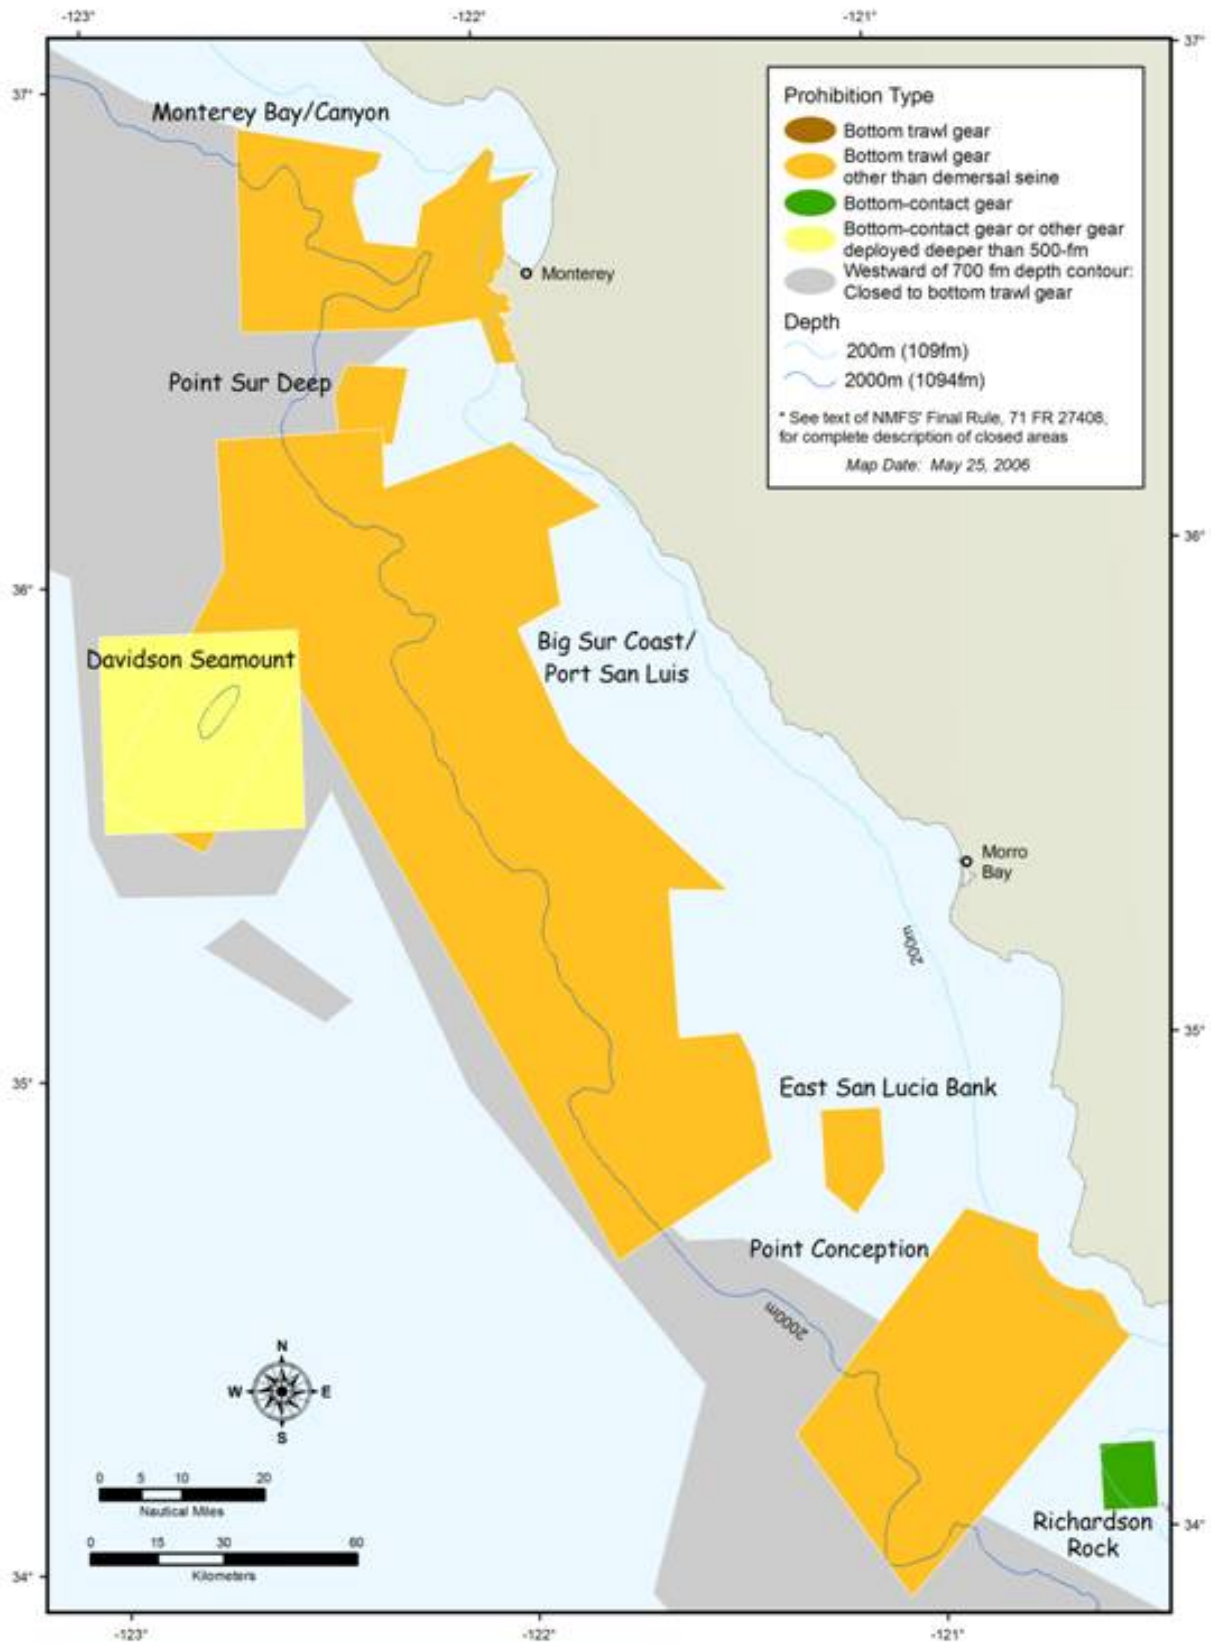 -123°
-122°
-121°
37°
37°
Monterey Bay/Canyon
Prohibition Type
Bottom trawl gear
Bottom trawl gear
other than demersal seine
Bottom-contact gear
Bottom-contact gear or other gear
deployed deeper than 500-fm
Westward of 700 fm depth contour:
Closed to bottom trawl gear
Depth
200m (109fm)
2000m (1094fm)
* See text of NMFS' Final Rule, 71 FR 27408,
for complete description of closed areas
Map Date: May 25, 2006
Monterey
Point Sur Deep
36°
36°
Big Sur Coast/
Port San Luis
Davidson Seamount
Morro
Bay
200m
35°
35°
East San Lucia Bank
Point Conception
2000m
N
W
E
S
0 5 10 20
Nautical Miles
0 15 30 60
Kilometers
Richardson
Rock
34°
34°
-123°
-122°
-121°